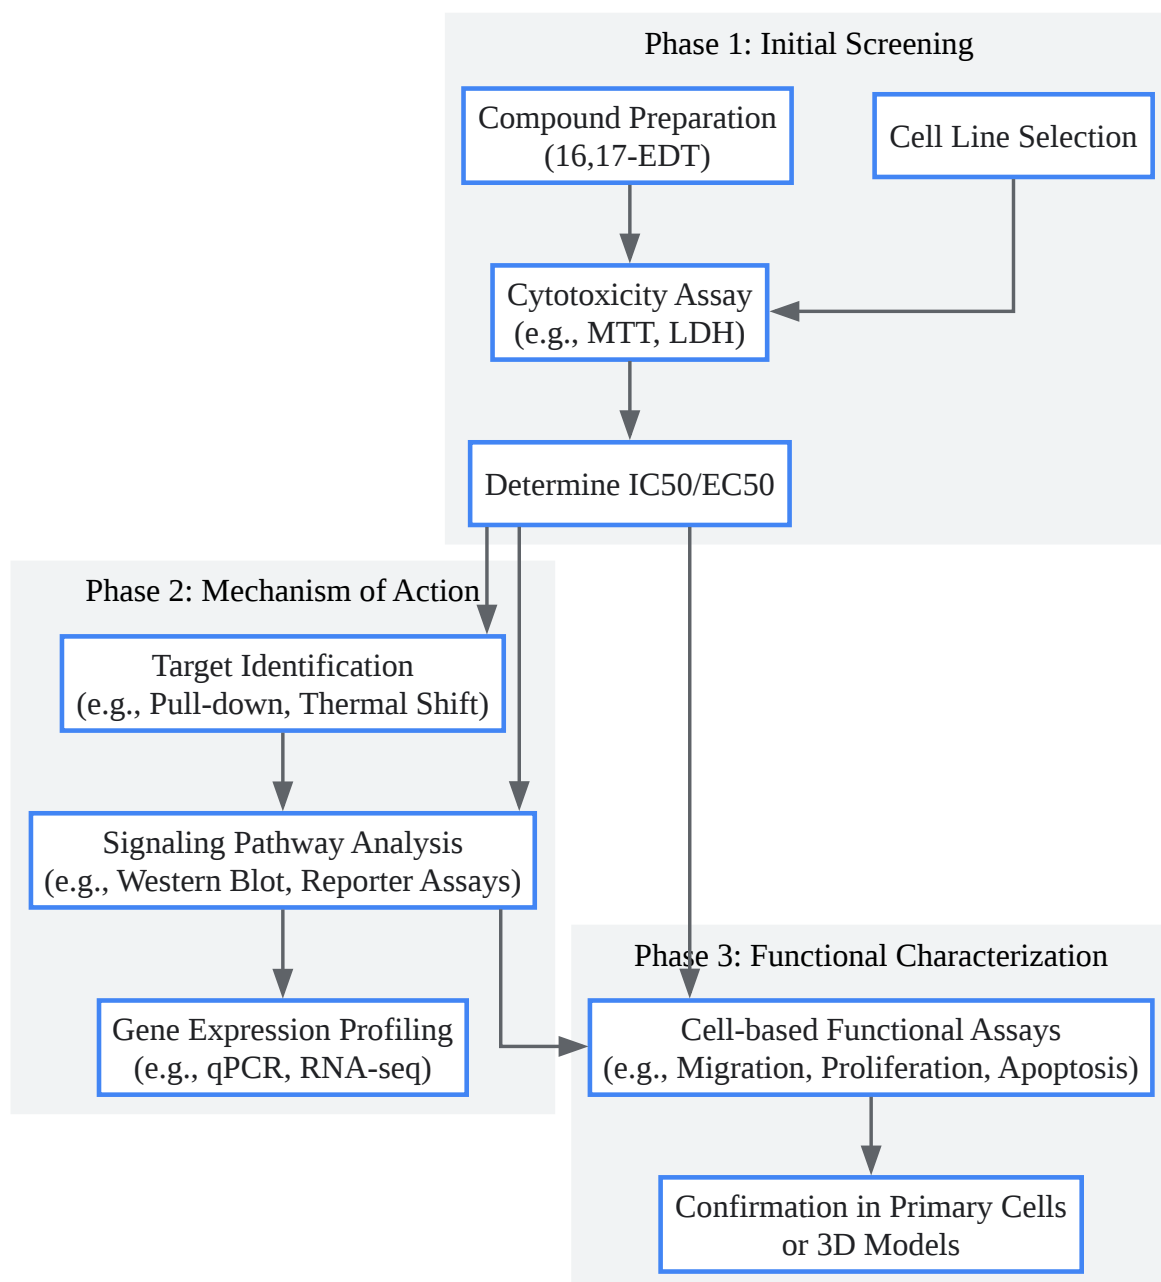 Phase 1: Initial Screening
Compound Preparation
(16,17-EDT)
Cell Line Selection
Cytotoxicity Assay
(e.g., MTT, LDH)
Determine IC50/EC50
Phase 2: Mechanism of Action
Target Identification
(e.g., Pull-down, Thermal Shift)
Signaling Pathway Analysis
(e.g., Western Blot, Reporter Assays)
Gene Expression Profiling
(e.g., qPCR, RNA-seq)
Phase 3: Functional Characterization
Cell-based Functional Assays
(e.g., Migration, Proliferation, Apoptosis)
Confirmation in Primary Cells
or 3D Models